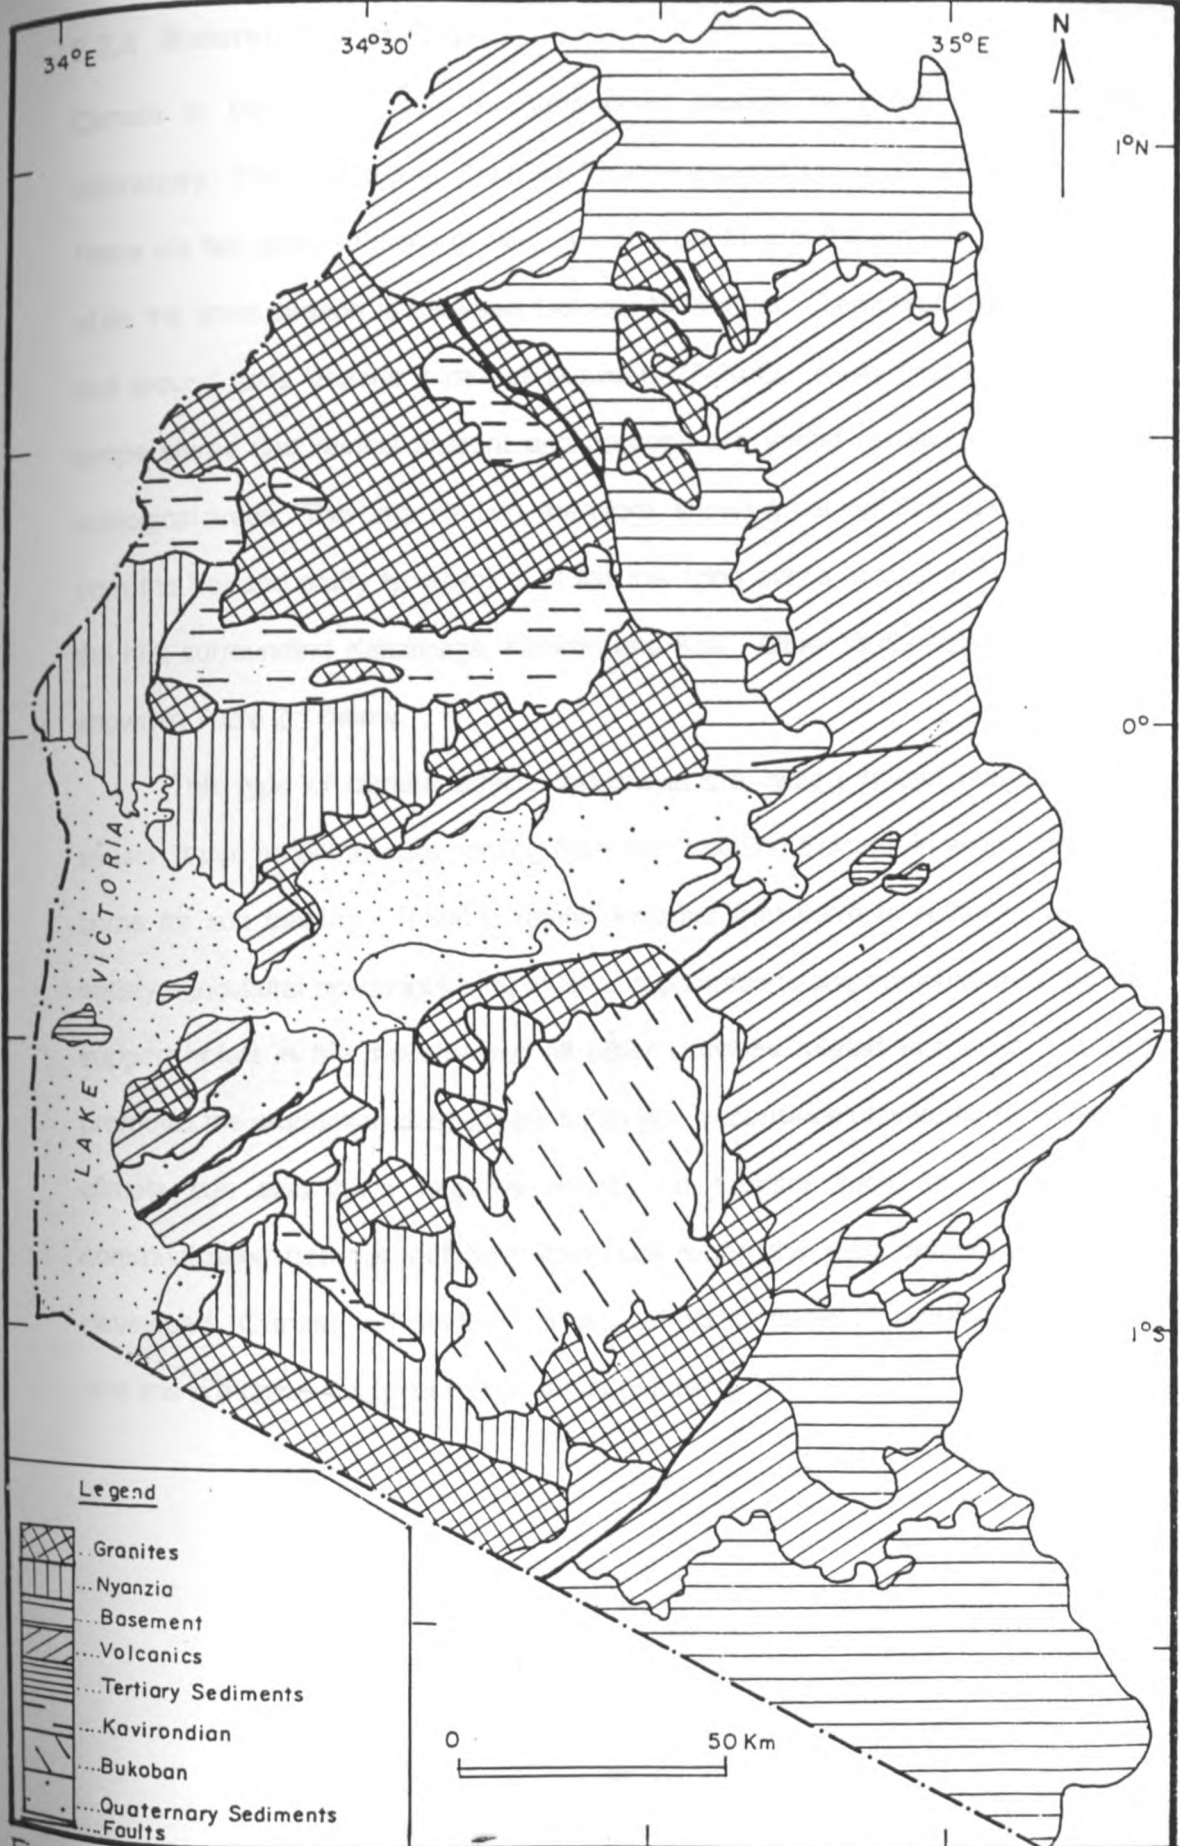 34°E
34°30'
35°E
N
1°N
0°
LAKE VICTORIA
1°S
Legend
Granites
Nyanzia
Basement
Volcanics
Tertiary Sediments
Kavirondian
Bukoban
Quaternary Sediments
Faults
0 50 Km